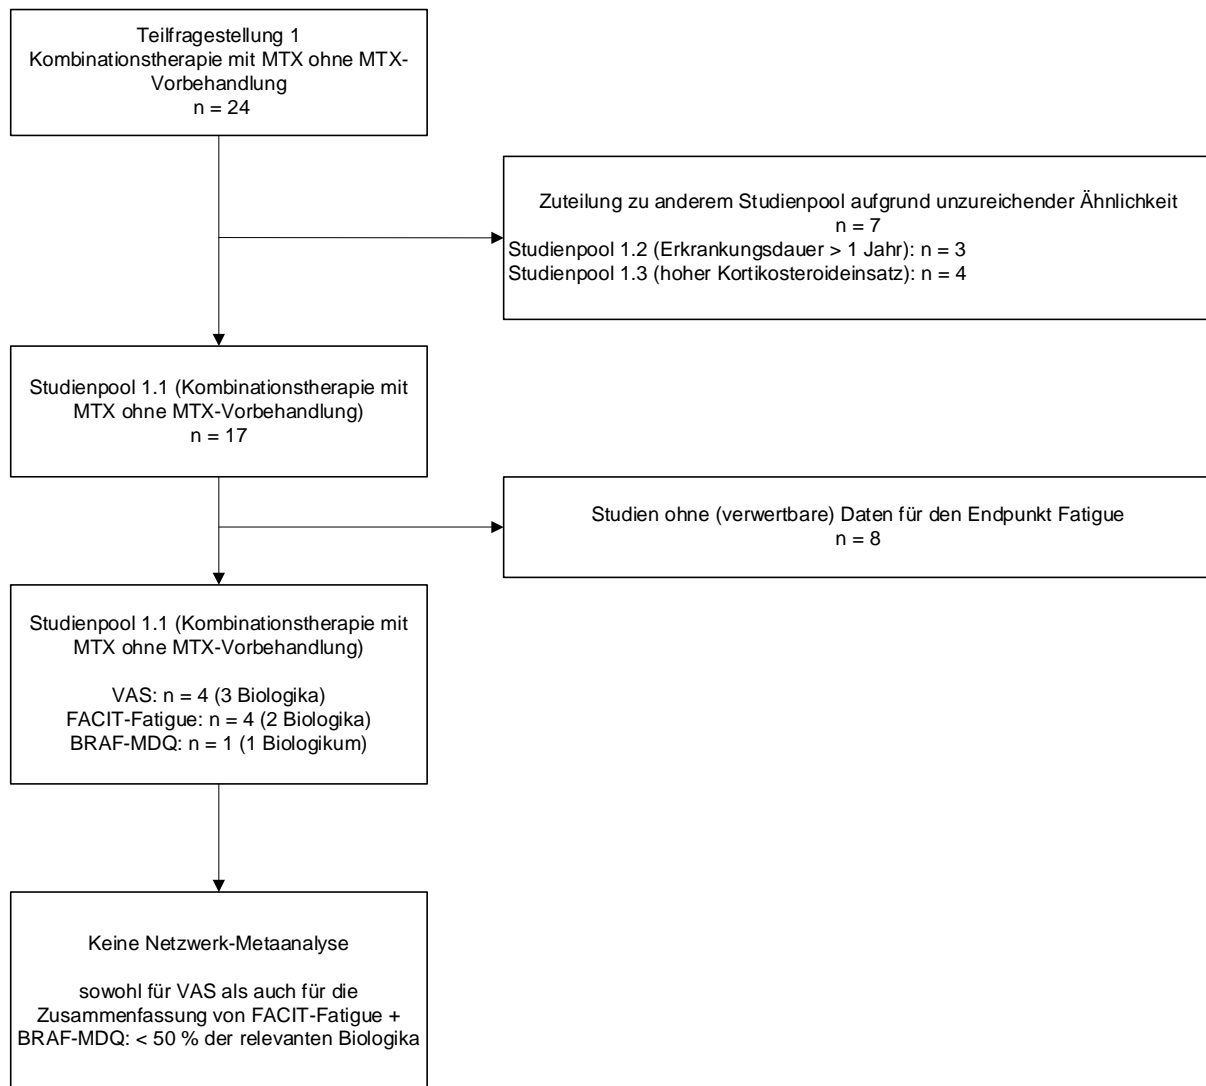 Teilfragestellung 1
Kombinationstherapie mit MTX ohne MTX-
Vorbehandlung
n = 24
Zuteilung zu anderem Studienpool aufgrund unzureichender Ähnlichkeit
n = 7
Studienpool 1.2 (Erkrankungsdauer > 1 Jahr): n = 3
Studienpool 1.3 (hoher Kortikosteroideinsatz): n = 4
Studienpool 1.1 (Kombinationstherapie mit
MTX ohne MTX-Vorbehandlung)
n = 17
Studien ohne (verwertbare) Daten für den Endpunkt Fatigue
n = 8
Studienpool 1.1 (Kombinationstherapie mit
MTX ohne MTX-Vorbehandlung)
VAS: n = 4 (3 Biologika)
FACIT-Fatigue: n = 4 (2 Biologika)
BRAF-MDQ: n = 1 (1 Biologikum)
Keine Netzwerk-Metaanalyse
sowohl für VAS als auch für die
Zusammenfassung von FACIT-Fatigue +
BRAF-MDQ: < 50 % der relevanten Biologika